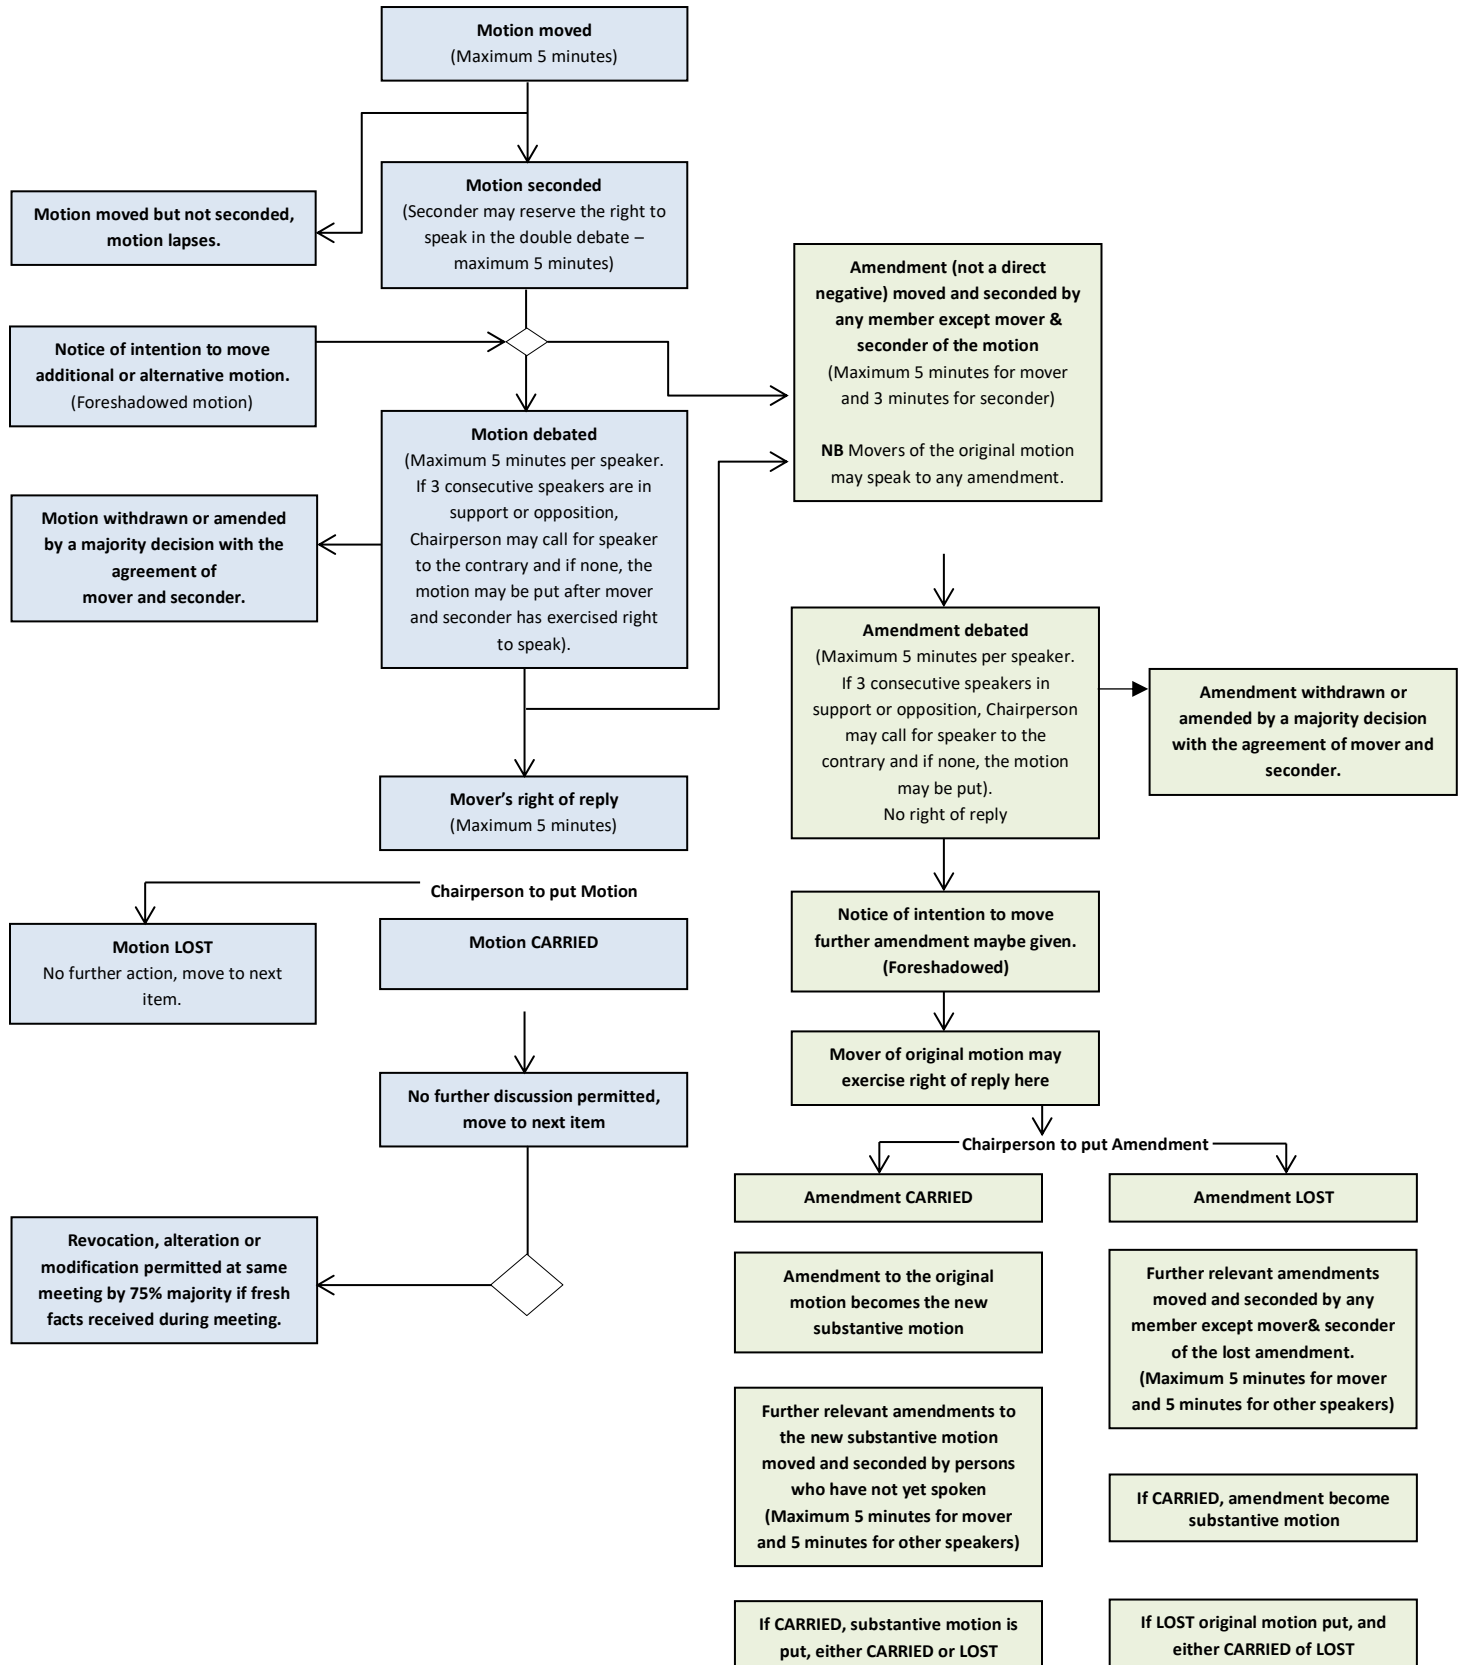 Motion moved
(Maximum 5 minutes)
Motion seconded
(Seconder may reserve the right to
speak in the double debate –
maximum 5 minutes)
Motion moved but not seconded,
motion lapses.
Notice of intention to move
additional or alternative motion.
(Foreshadowed motion)
Motion debated
(Maximum 5 minutes per speaker.
If 3 consecutive speakers are in
support or opposition,
Chairperson may call for speaker
to the contrary and if none, the
motion may be put after mover
and seconder has exercised right
to speak).
Motion withdrawn or amended
by a majority decision with the
agreement of
mover and seconder.
Mover’s right of reply
(Maximum 5 minutes)
Chairperson to put Motion
Motion LOST
No further action, move to next
item.
Motion CARRIED
No further discussion permitted,
move to next item
Revocation, alteration or
modification permitted at same
meeting by 75% majority if fresh
facts received during meeting.
Amendment (not a direct
negative) moved and seconded by
any member except mover &
seconder of the motion
(Maximum 5 minutes for mover
and 3 minutes for seconder)
NB Movers of the original motion
may speak to any amendment.
Amendment debated
(Maximum 5 minutes per speaker.
If 3 consecutive speakers in
support or opposition, Chairperson
may call for speaker to the
contrary and if none, the motion
may be put).
No right of reply
Amendment withdrawn or
amended by a majority decision
with the agreement of mover and
seconder.
Notice of intention to move
further amendment maybe given.
(Foreshadowed)
Mover of original motion may
exercise right of reply here
Chairperson to put Amendment
Amendment CARRIED
Amendment to the original
motion becomes the new
substantive motion
Further relevant amendments to
the new substantive motion
moved and seconded by persons
who have not yet spoken
(Maximum 5 minutes for mover
and 5 minutes for other speakers)
If CARRIED, substantive motion is
put, either CARRIED or LOST
Amendment LOST
Further relevant amendments
moved and seconded by any
member except mover& seconder
of the lost amendment.
(Maximum 5 minutes for mover
and 5 minutes for other speakers)
If CARRIED, amendment become
substantive motion
If LOST original motion put, and
either CARRIED of LOST